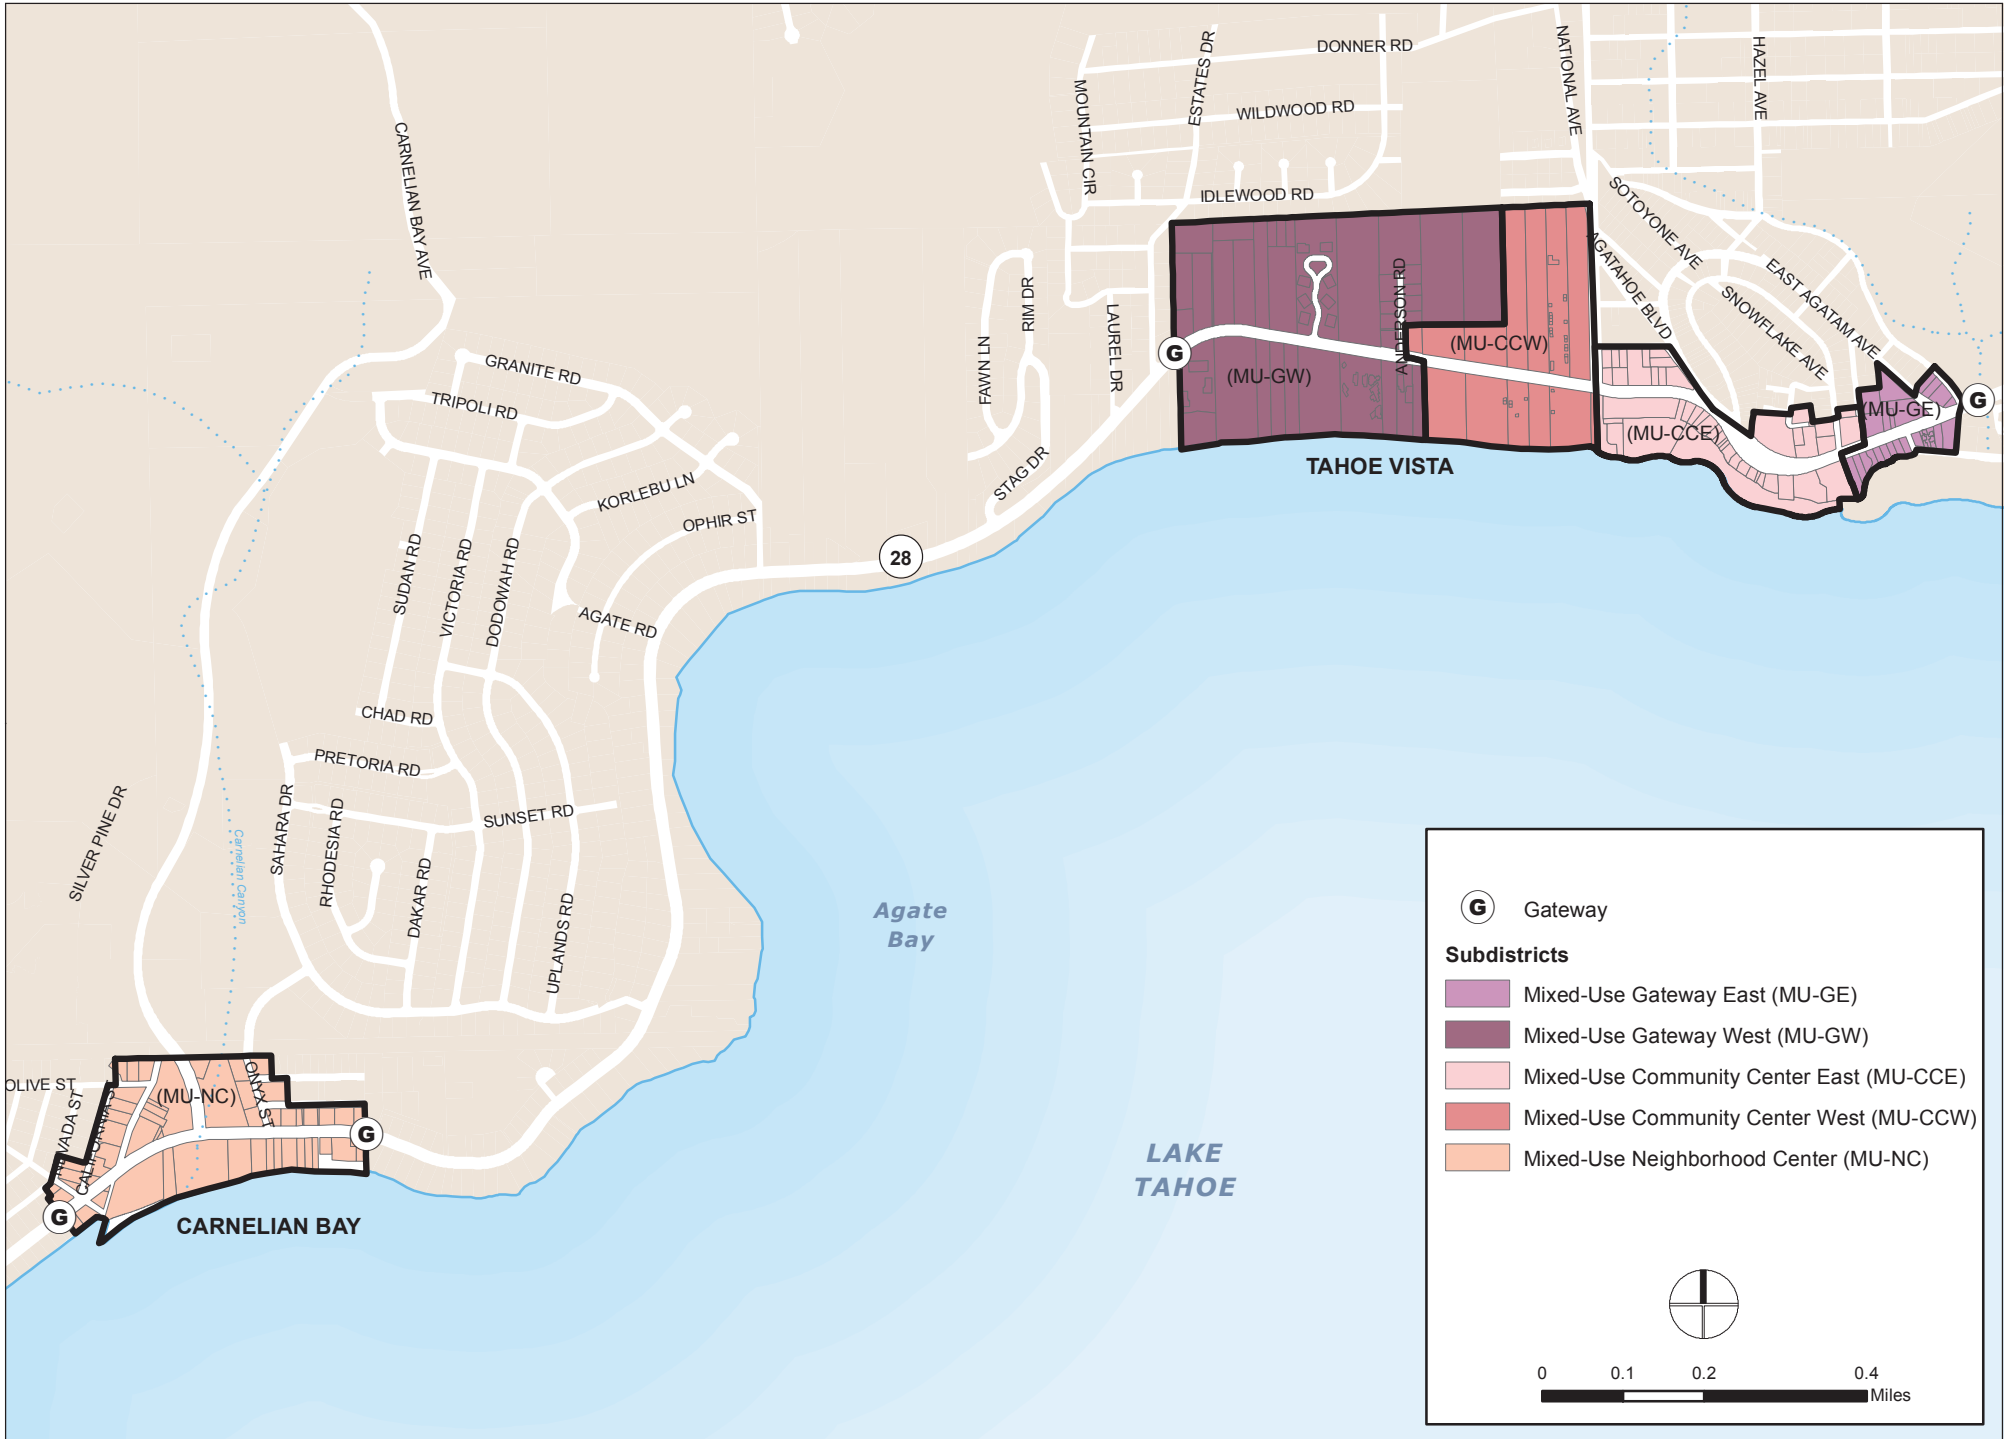 DONNER RD
NATIONAL AVE
HAZEL AVE
ESTATES DR
MOUNTAIN CIR
WILDWOOD RD
IDLEWOOD RD
CARNELIAN BAY AVE
SOTOYONE AVE
AGATAHOE BLVD
EAST AGATAM AVE
SNOWFLAKE AVE
RIM DR
FAWN LN
LAUREL DR
ANDERSON RD
G
(MU-GW)
(MU-CCW)
(MU-CCE)
(MU-GE)
G
TAHOE VISTA
GRANITE RD
TRIPOLI RD
KORLEBU LN
OPHIR ST
STAG DR
28
SUDAN RD
VICTORIA RD
DODOWAH RD
AGATE RD
CHAD RD
PRETORIA RD
SILVER PINE DR
Carnelian Canyon
SAHARA DR
RHODESIA RD
DAKAR RD
SUNSET RD
UPLANDS RD
Agate
Bay
LAKE
TAHOE
OLIVE ST
NEVADA ST
CALIFORNIA ST
(MU-NC)
ONYX ST
G
G
CARNELIAN BAY
G
Gateway
Subdistricts
Mixed-Use Gateway East (MU-GE)
Mixed-Use Gateway West (MU-GW)
Mixed-Use Community Center East (MU-CCE)
Mixed-Use Community Center West (MU-CCW)
Mixed-Use Neighborhood Center (MU-NC)
0 0.1 0.2 0.4
Miles